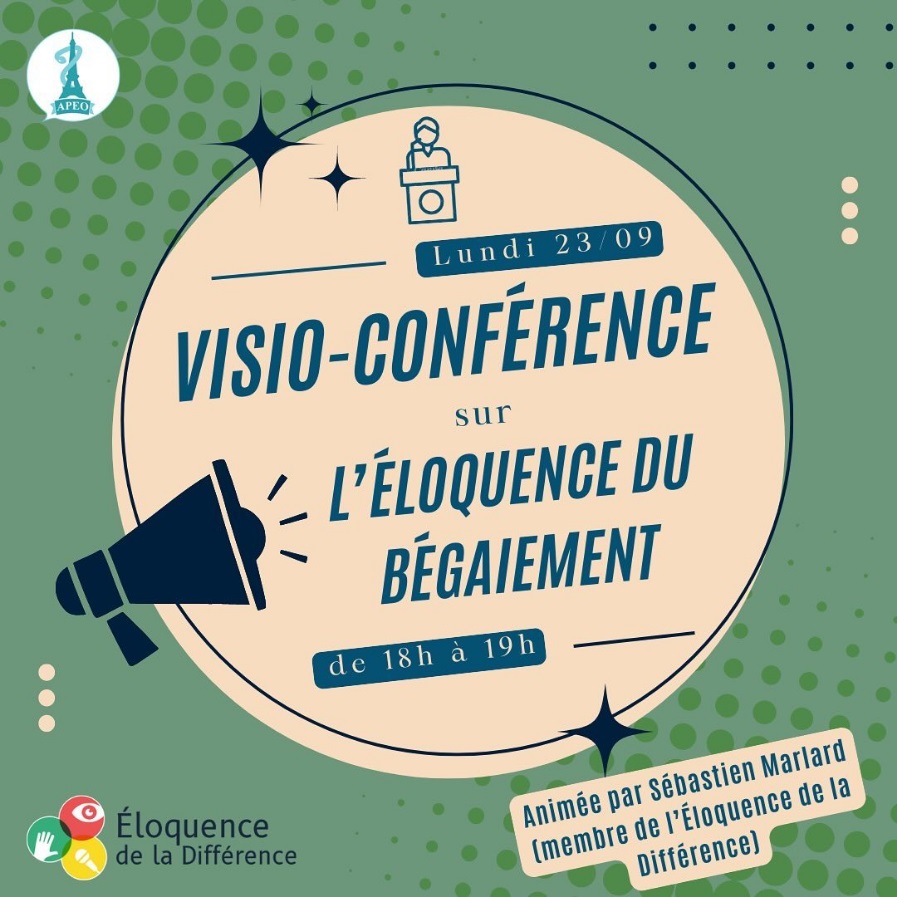 APEO
Lundi 23/09
VISIO-CONFÉRENCE
sur
L'ÉLOQUENCE DU
BÉGAIEMENT
de 18h à 19h
Animée par Sébastien Marlard
(membre de l'Éloquence de la
Différence)
Éloquence
de la Différence